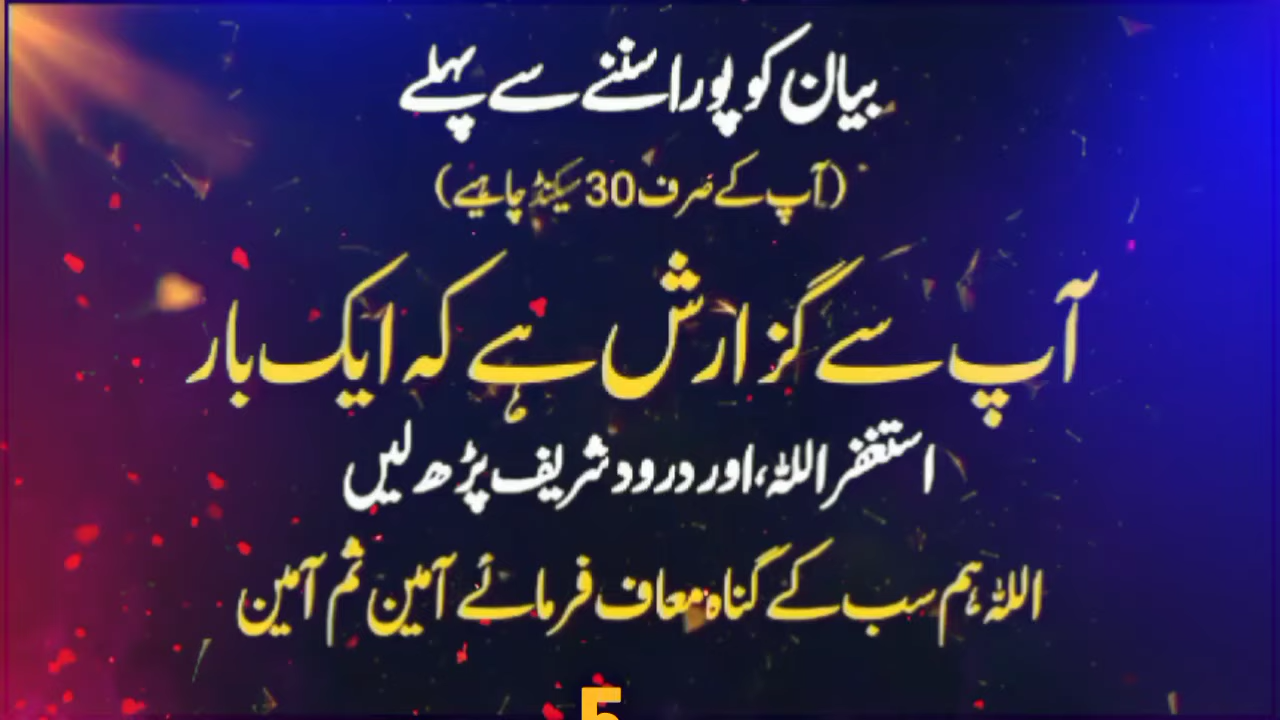 بیان کو پورا سننے سے پہلے
(آپ کے صرف 30 سیکنڈ چاہیے)
آپ سے گزارش ہے کہ ایک بار
استغفر اللہ، اور درود شریف پڑھ لیں
اللہ ہم سب کے گناہ معاف فرمائے آمین ثم آمین
5